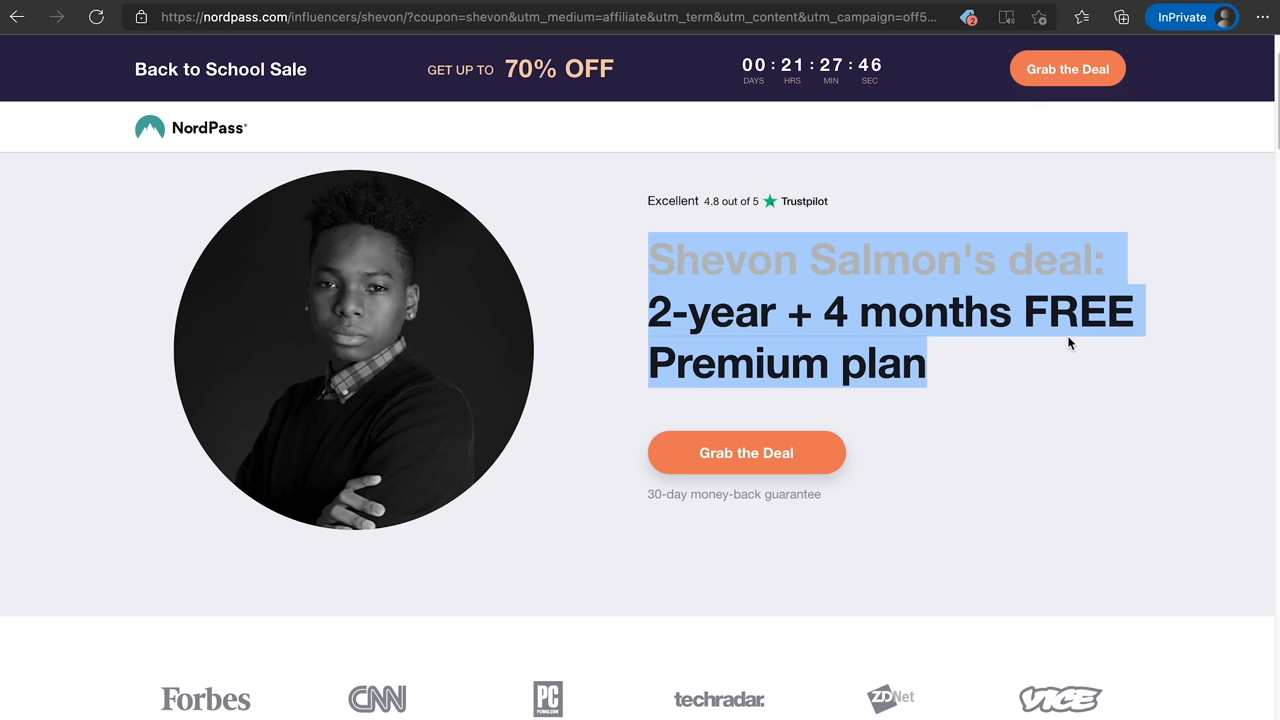 https://nordpass.com/influencers/shevon/?coupon=shevon&utm_medium=affiliate&utm_term&utm_content&utm_campaign=off5...
2
InPrivate
Back to School Sale
GET UP TO 70% OFF
00 : 21 : 27 : 46
DAYS HRS MIN SEC
Grab the Deal
NordPass®
Excellent 4.8 out of 5 Trustpilot
Shevon Salmon's deal:
2-year + 4 months FREE
Premium plan
Grab the Deal
30-day money-back guarantee
Forbes CNN PC techradar. ZDNet VICE